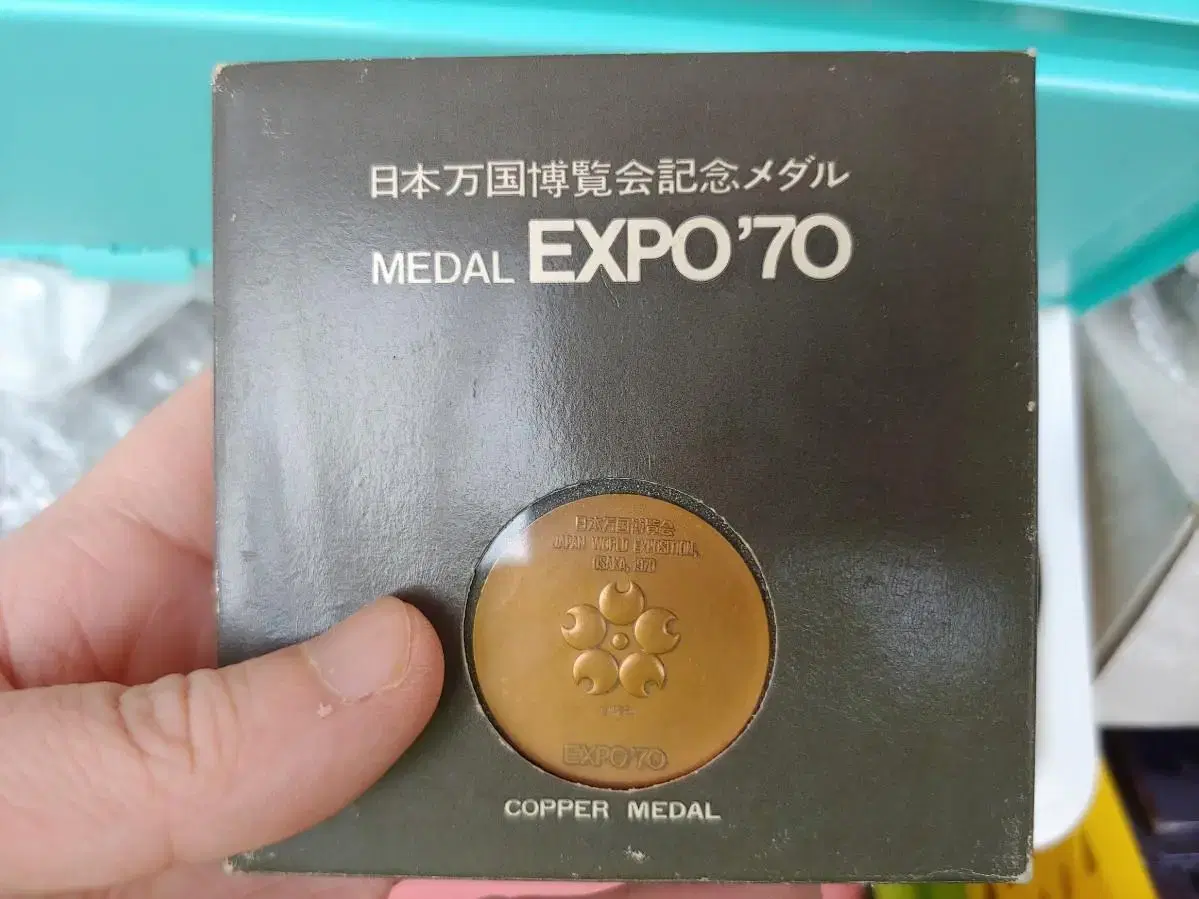 日本万国博覧会記念メダル
MEDAL EXPO'70
日本万国博覧会
JAPAN WORLD EXPOSITION,
OSAKA, 1970
EXPO'70
COPPER MEDAL